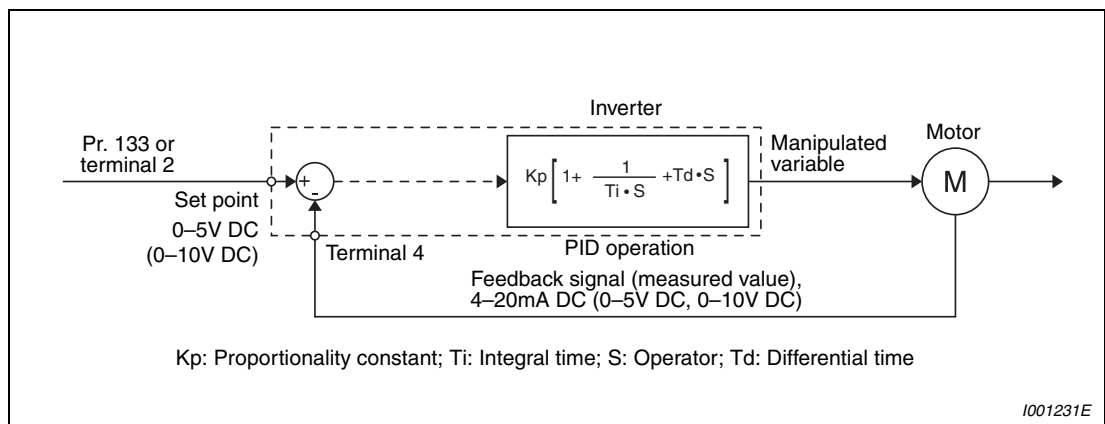 Inverter
Pr. 133 or
terminal 2
Manipulated
variable
Motor
+
-
Kp[1+ 1/Ti•S +Td•S]
M
Set point
0–5V DC
(0–10V DC)
Terminal 4
PID operation
Feedback signal (measured value),
4–20mA DC (0–5V DC, 0–10V DC)
Kp: Proportionality constant; Ti: Integral time; S: Operator; Td: Differential time
I001231E